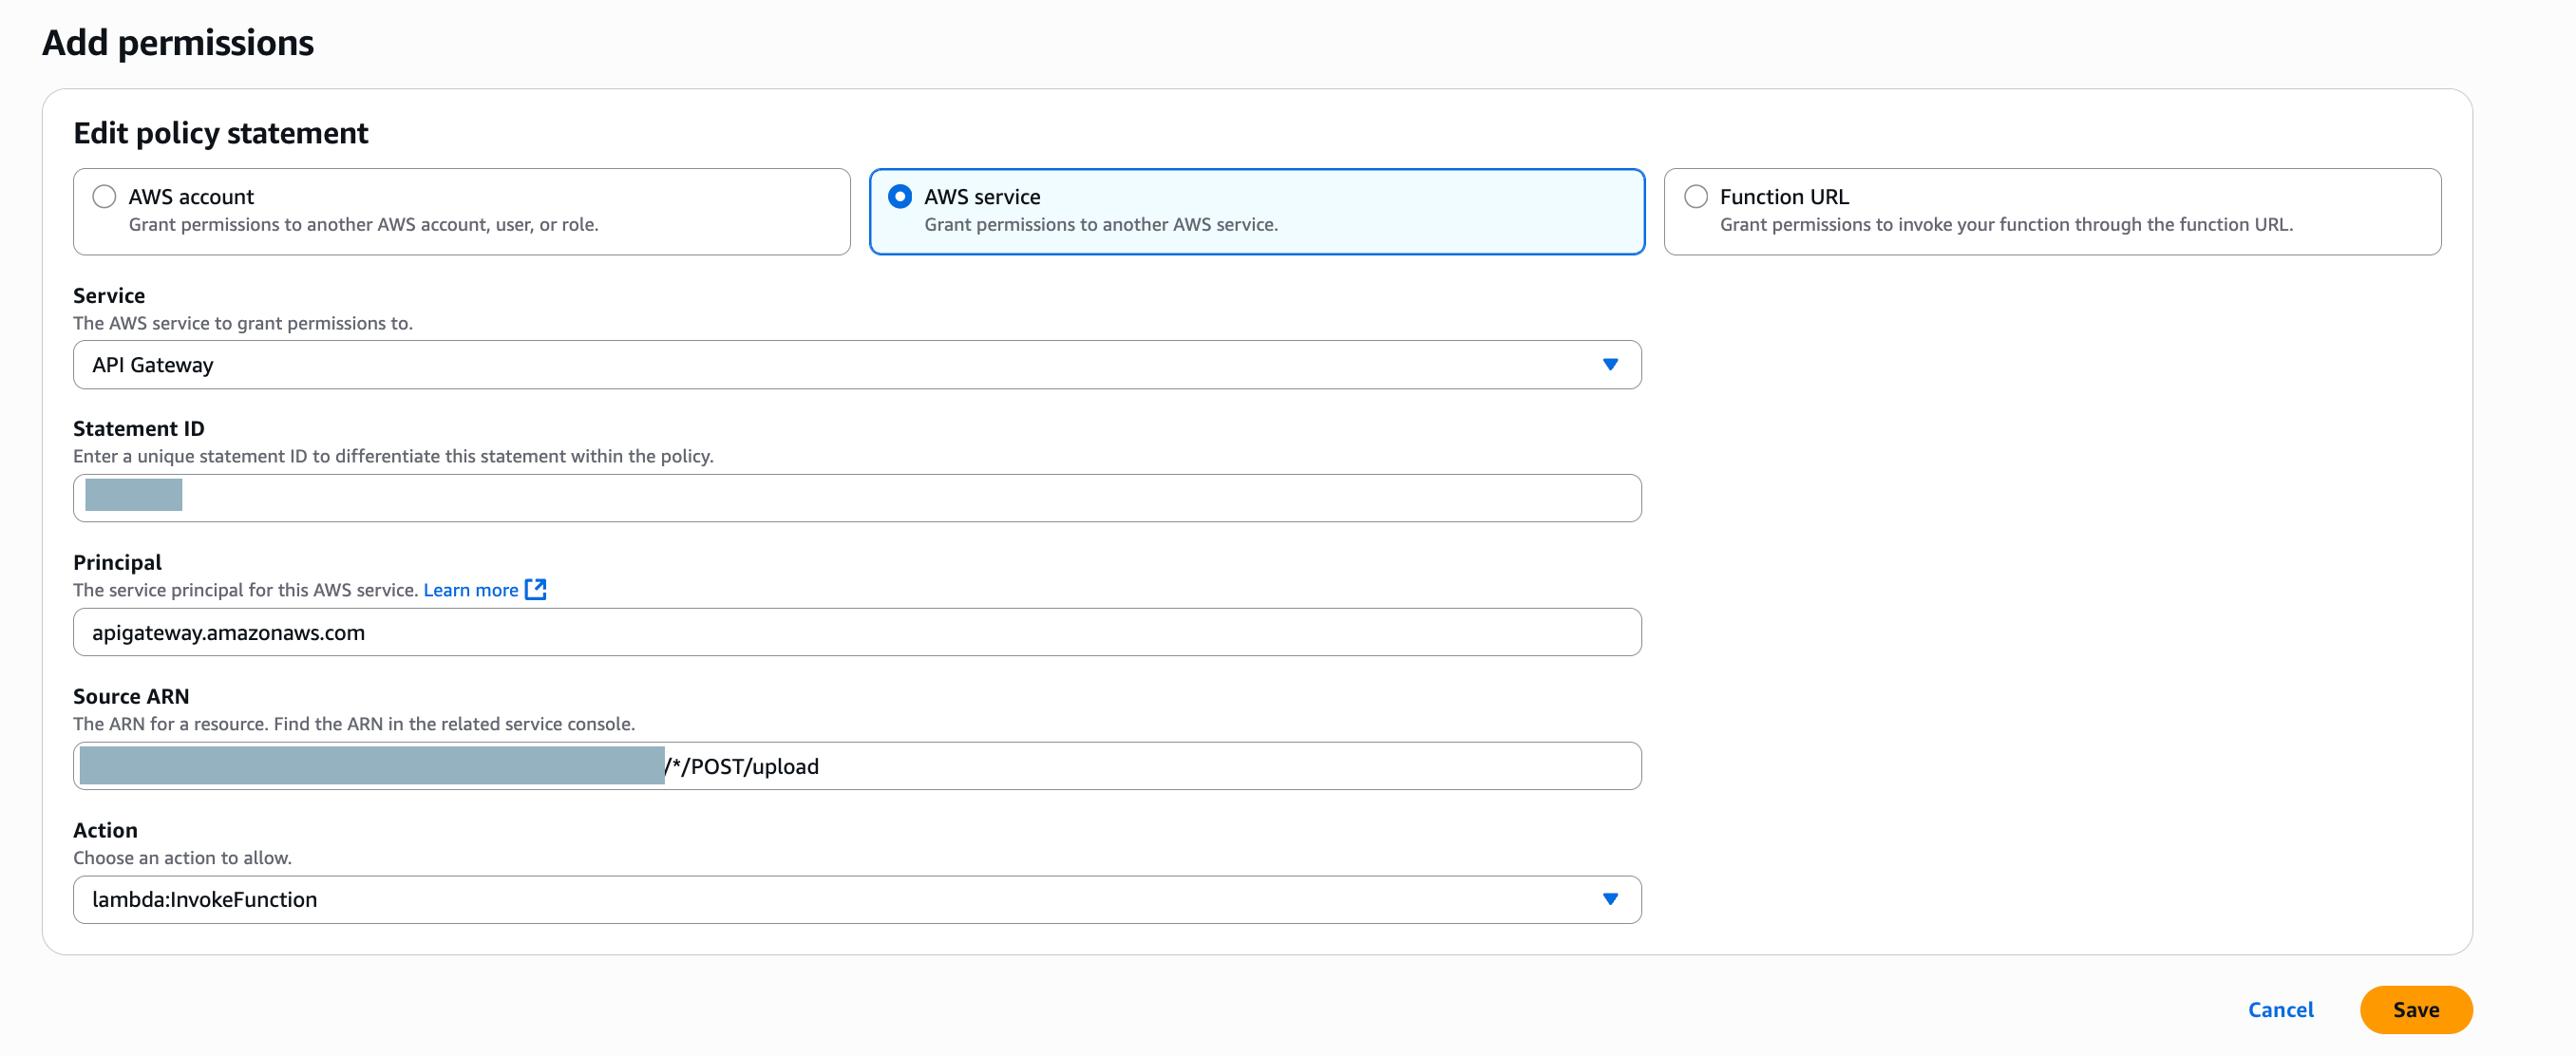 Add permissions
Edit policy statement
AWS account
Grant permissions to another AWS account, user, or role.
AWS service
Grant permissions to another AWS service.
Function URL
Grant permissions to invoke your function through the function URL.
Service
The AWS service to grant permissions to.
API Gateway
Statement ID
Enter a unique statement ID to differentiate this statement within the policy.
Principal
The service principal for this AWS service. Learn more
apigateway.amazonaws.com
Source ARN
The ARN for a resource. Find the ARN in the related service console.
/*/POST/upload
Action
Choose an action to allow.
lambda:InvokeFunction
Cancel
Save